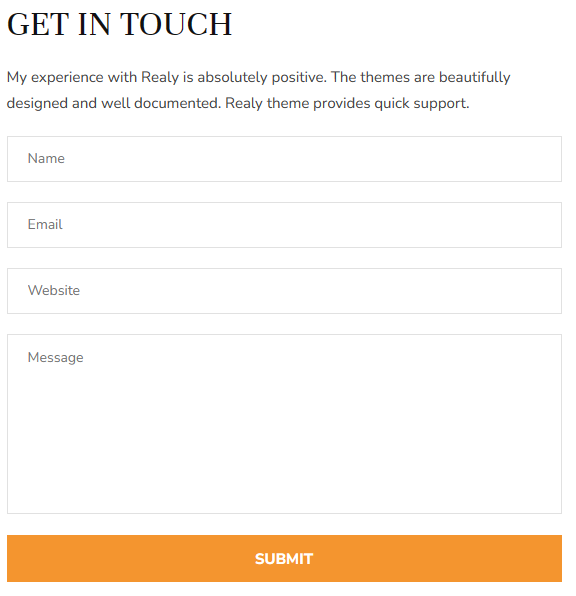 GET IN TOUCH
My experience with Realy is absolutely positive. The themes are beautifully
designed and well documented. Realy theme provides quick support.
Name
Email
Website
Message
SUBMIT